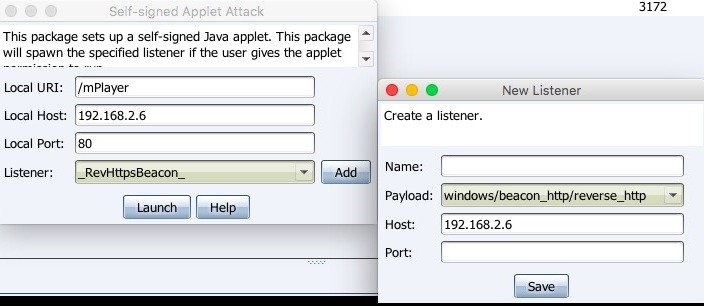 3172
Self-signed Applet Attack
This package sets up a self-signed Java applet. This package
will spawn the specified listener if the user gives the applet
Local URI: /mPlayer
Local Host: 192.168.2.6
Local Port: 80
Listener: _RevHttpsBeacon_ Add
Launch Help
New Listener
Create a listener.
Name:
Payload: windows/beacon_http/reverse_http
Host: 192.168.2.6
Port:
Save